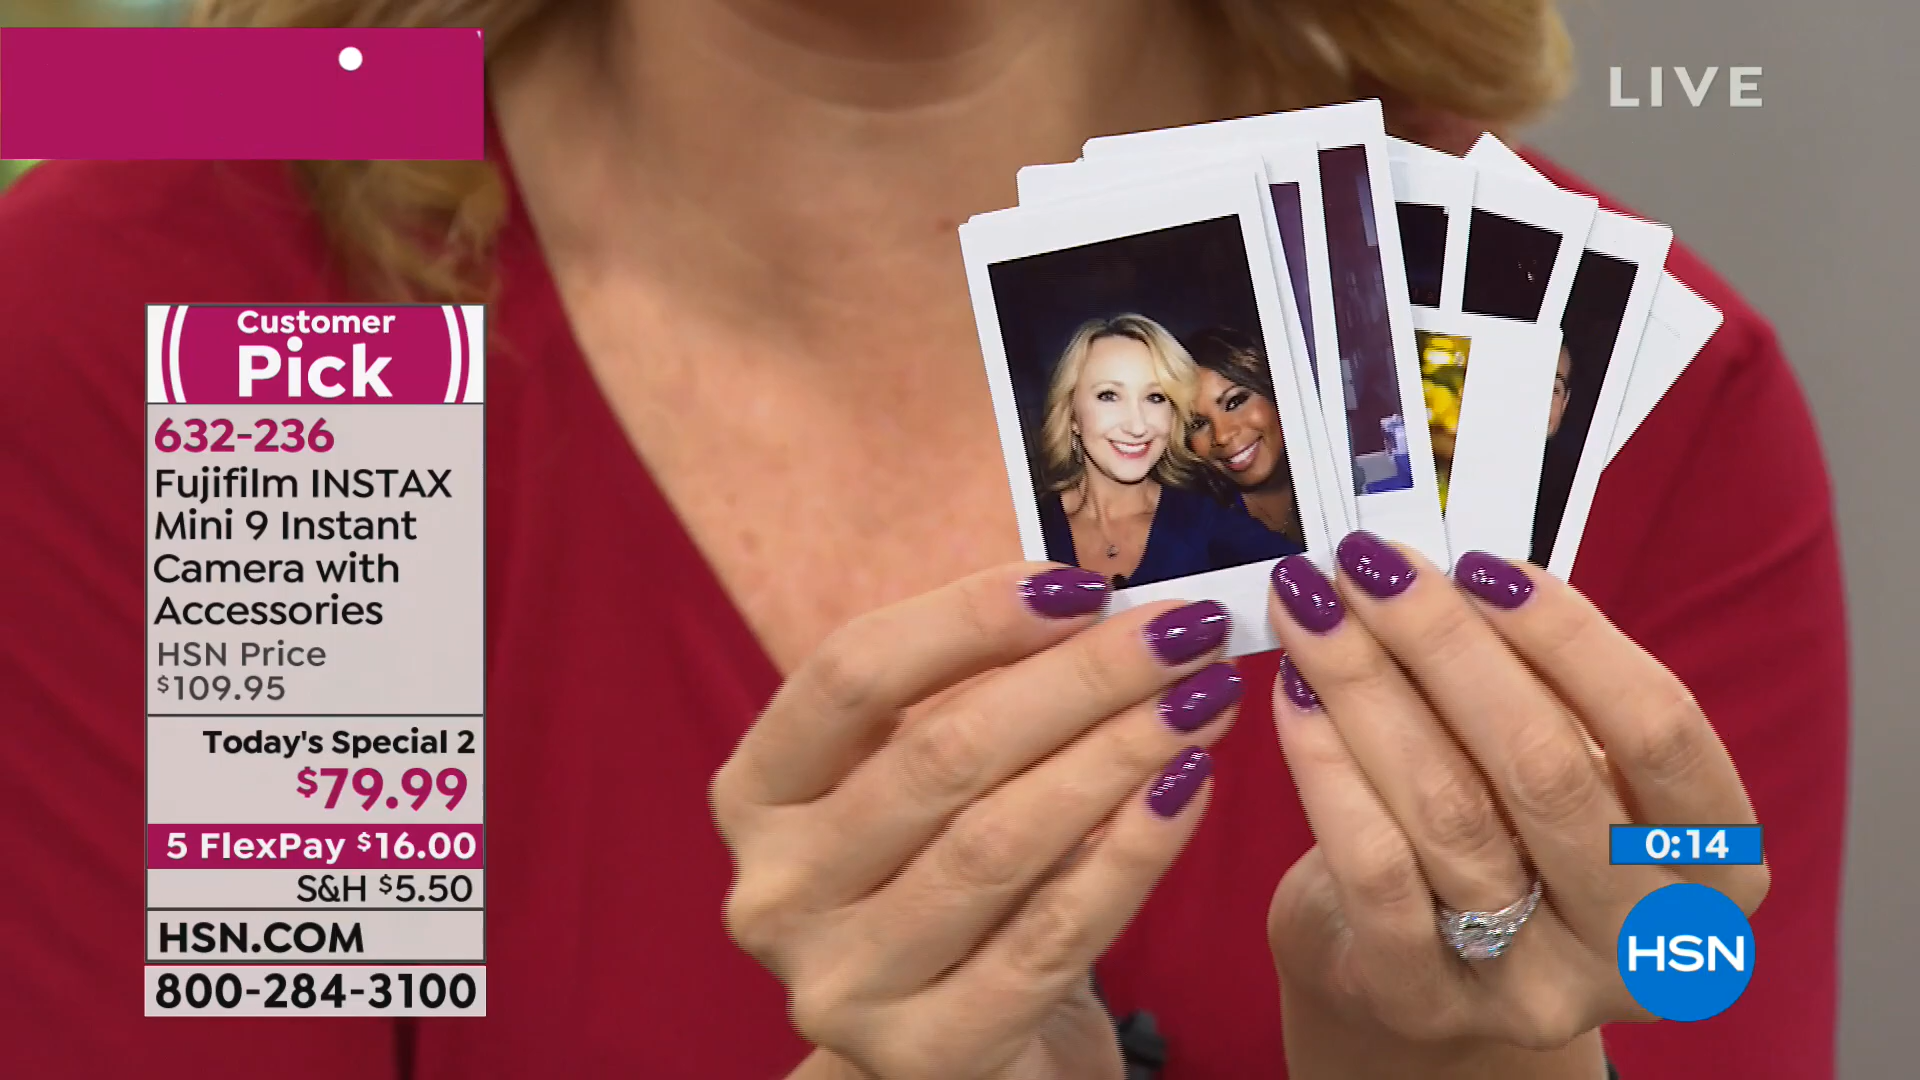 LIVE
Customer
Pick
632-236
Fujifilm INSTAX
Mini 9 Instant
Camera with
Accessories
HSN Price
$109.95
Today's Special 2
$79.99
5 FlexPay $16.00
S&H $5.50
HSN.COM
800-284-3100
0:14
HSN